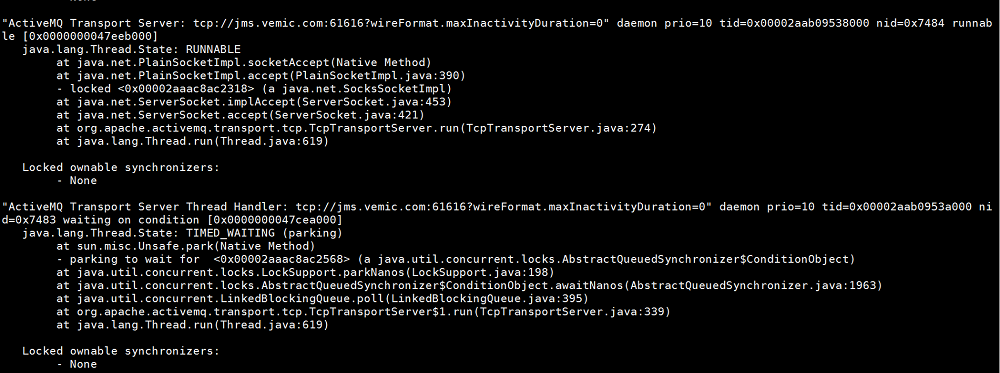 "ActiveMQ Transport Server: tcp://jms.vemic.com:61616?wireFormat.maxInactivityDuration=0" daemon prio=10 tid=0x00002aab09538000 nid=0x7484 runna
ble [0x0000000047eeb000]
   java.lang.Thread.State: RUNNABLE
        at java.net.PlainSocketImpl.socketAccept(Native Method)
        at java.net.PlainSocketImpl.accept(PlainSocketImpl.java:390)
        - locked <0x00002aaac8ac2318> (a java.net.SocksSocketImpl)
        at java.net.ServerSocket.implAccept(ServerSocket.java:453)
        at java.net.ServerSocket.accept(ServerSocket.java:421)
        at org.apache.activemq.transport.tcp.TcpTransportServer.run(TcpTransportServer.java:274)
        at java.lang.Thread.run(Thread.java:619)

   Locked ownable synchronizers:
        - None

"ActiveMQ Transport Server Thread Handler: tcp://jms.vemic.com:61616?wireFormat.maxInactivityDuration=0" daemon prio=10 tid=0x00002aab0953a000 ni
d=0x7483 waiting on condition [0x0000000047cea000]
   java.lang.Thread.State: TIMED_WAITING (parking)
        at sun.misc.Unsafe.park(Native Method)
        - parking to wait for  <0x00002aaac8ac2568> (a java.util.concurrent.locks.AbstractQueuedSynchronizer$ConditionObject)
        at java.util.concurrent.locks.LockSupport.parkNanos(LockSupport.java:198)
        at java.util.concurrent.locks.AbstractQueuedSynchronizer$ConditionObject.awaitNanos(AbstractQueuedSynchronizer.java:1963)
        at java.util.concurrent.LinkedBlockingQueue.poll(LinkedBlockingQueue.java:395)
        at org.apache.activemq.transport.tcp.TcpTransportServer$1.run(TcpTransportServer.java:339)
        at java.lang.Thread.run(Thread.java:619)

   Locked ownable synchronizers:
        - None